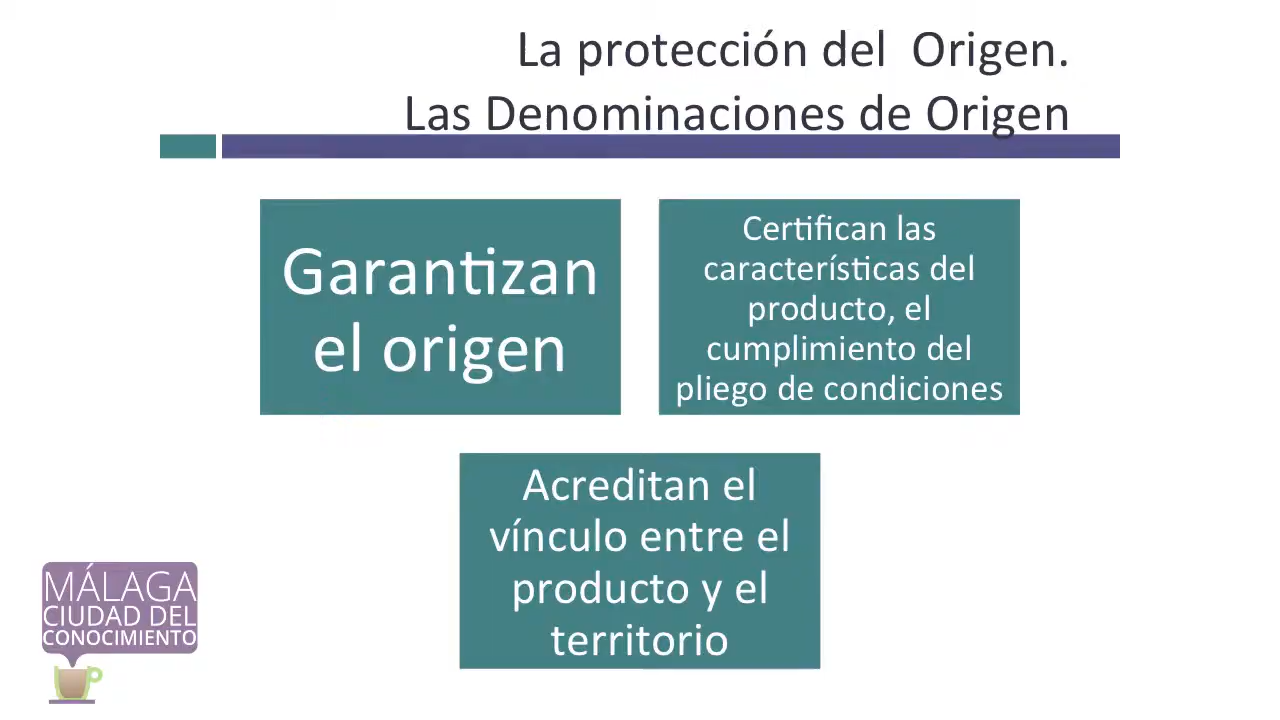 La protección del  Origen.
Las Denominaciones de Origen
Garantizan
el origen
Certifican las
características del
producto, el
cumplimiento del
pliego de condiciones
Acreditan el
vínculo entre el
producto y el
territorio
MÁLAGA
CIUDAD DEL
CONOCIMIENTO